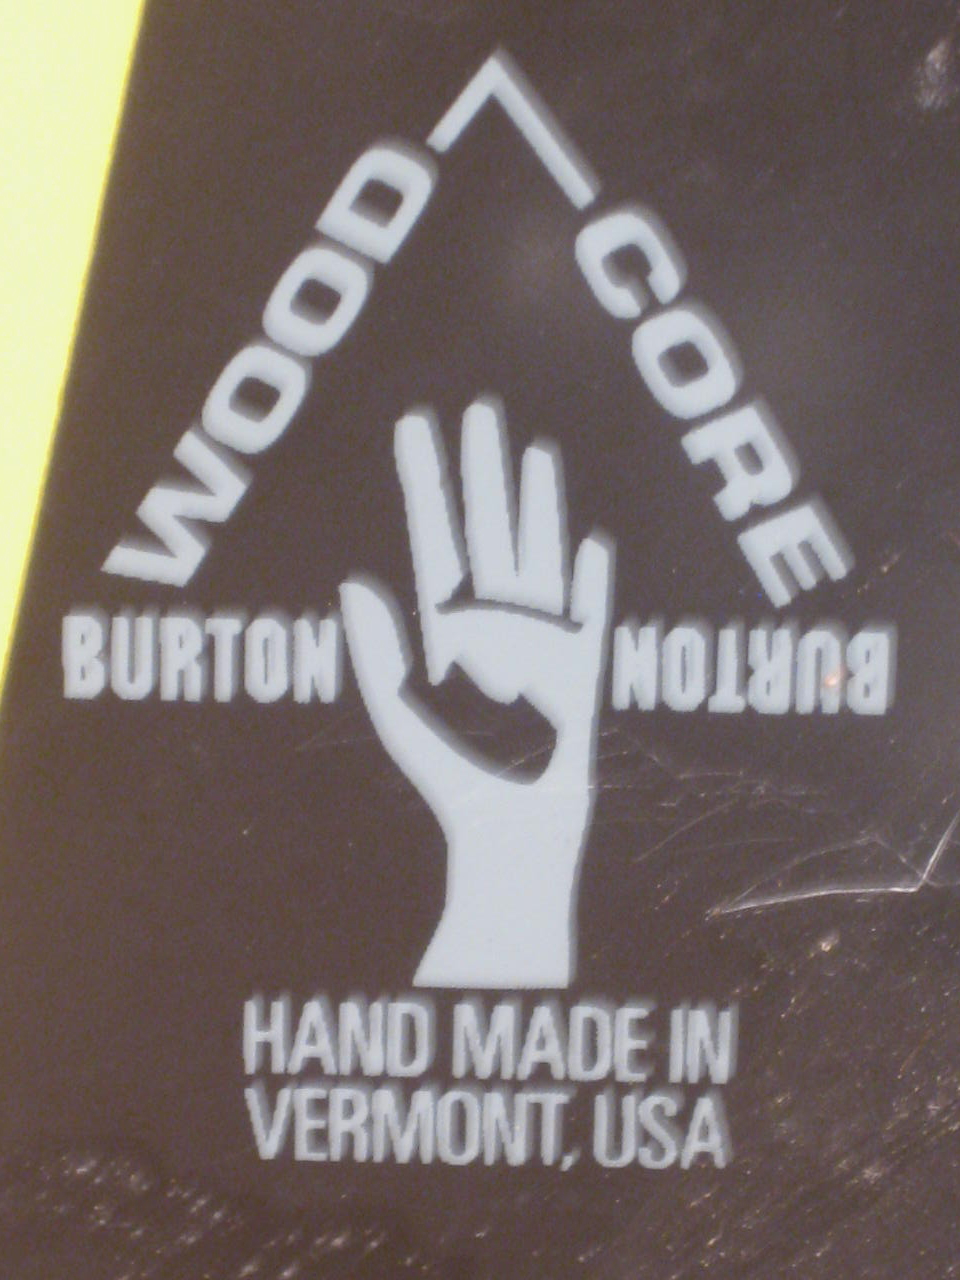 WOOD CORE
BURTON BURTON
HAND MADE IN
VERMONT, USA